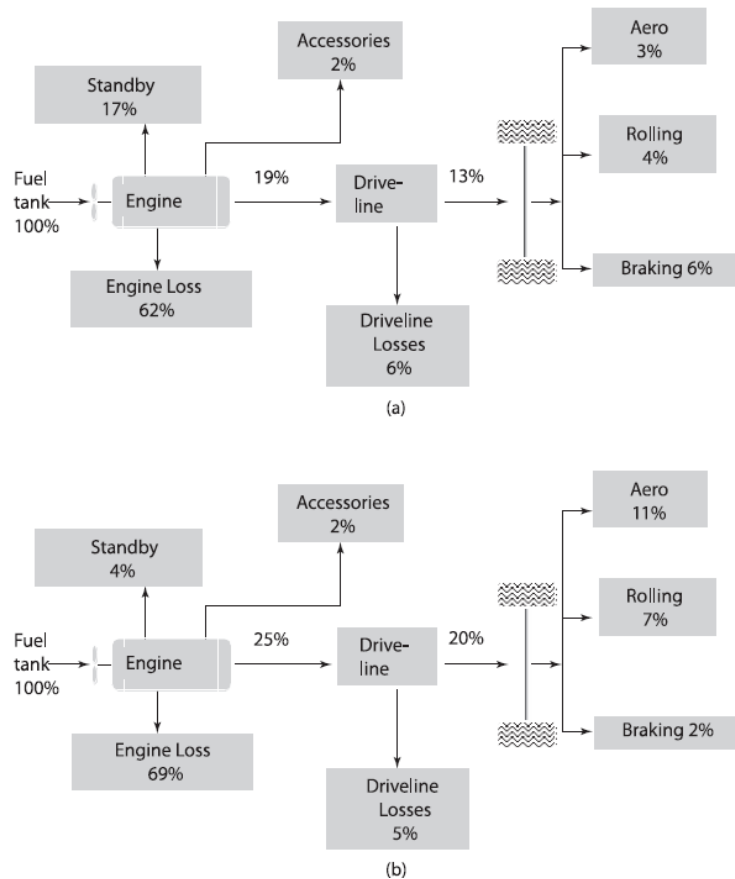 Aero
3%
Accessories
2%
Standby
17%
Rolling
4%
Fuel
tank
100%
Engine
19%
Drive-
line
13%
Braking 6%
Engine Loss
62%
Driveline
Losses
6%
(a)
Aero
11%
Accessories
2%
Standby
4%
Rolling
7%
Fuel
tank
100%
Engine
25%
Drive-
line
20%
Braking 2%
Engine Loss
69%
Driveline
Losses
5%
(b)